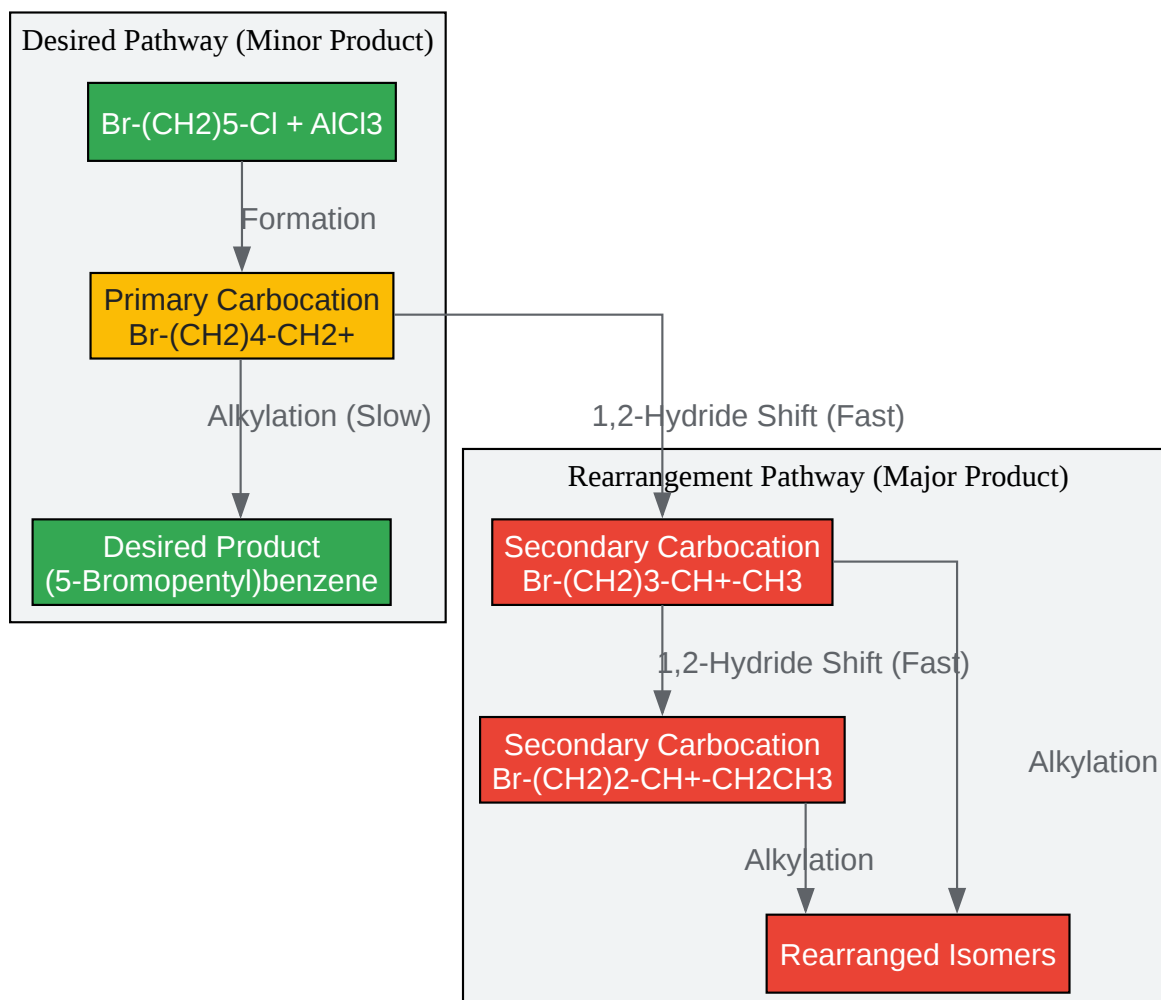 Desired Pathway (Minor Product)
Br-(CH2)5-Cl + AlCl3
Formation
Primary Carbocation
Br-(CH2)4-CH2+
Alkylation (Slow)
1,2-Hydride Shift (Fast)
Desired Product
(5-Bromopentyl)benzene
Rearrangement Pathway (Major Product)
Secondary Carbocation
Br-(CH2)3-CH+-CH3
1,2-Hydride Shift (Fast)
Secondary Carbocation
Br-(CH2)2-CH+-CH2CH3
Alkylation
Alkylation
Rearranged Isomers